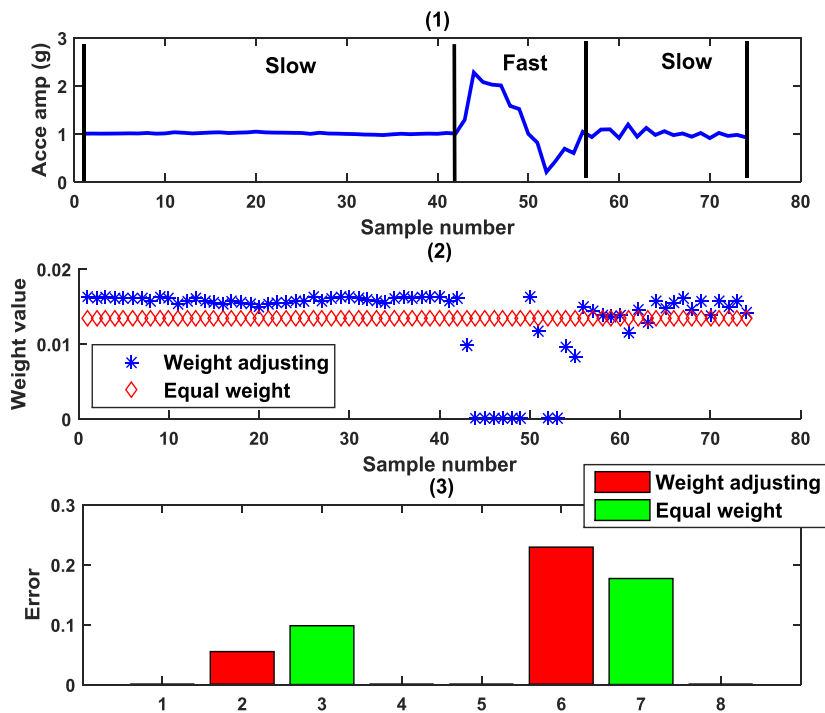 (1)
Acce amp (g)
3
2
1
0
Slow
Fast
Slow
0 10 20 30 40 50 60 70 80
Sample number
(2)
Weight value
0.02
0.01
0
Weight adjusting
Equal weight
0 10 20 30 40 50 60 70 80
Sample number
(3)
Weight adjusting
Equal weight
Error
0.3
0.2
0.1
0
1 2 3 4 5 6 7 8